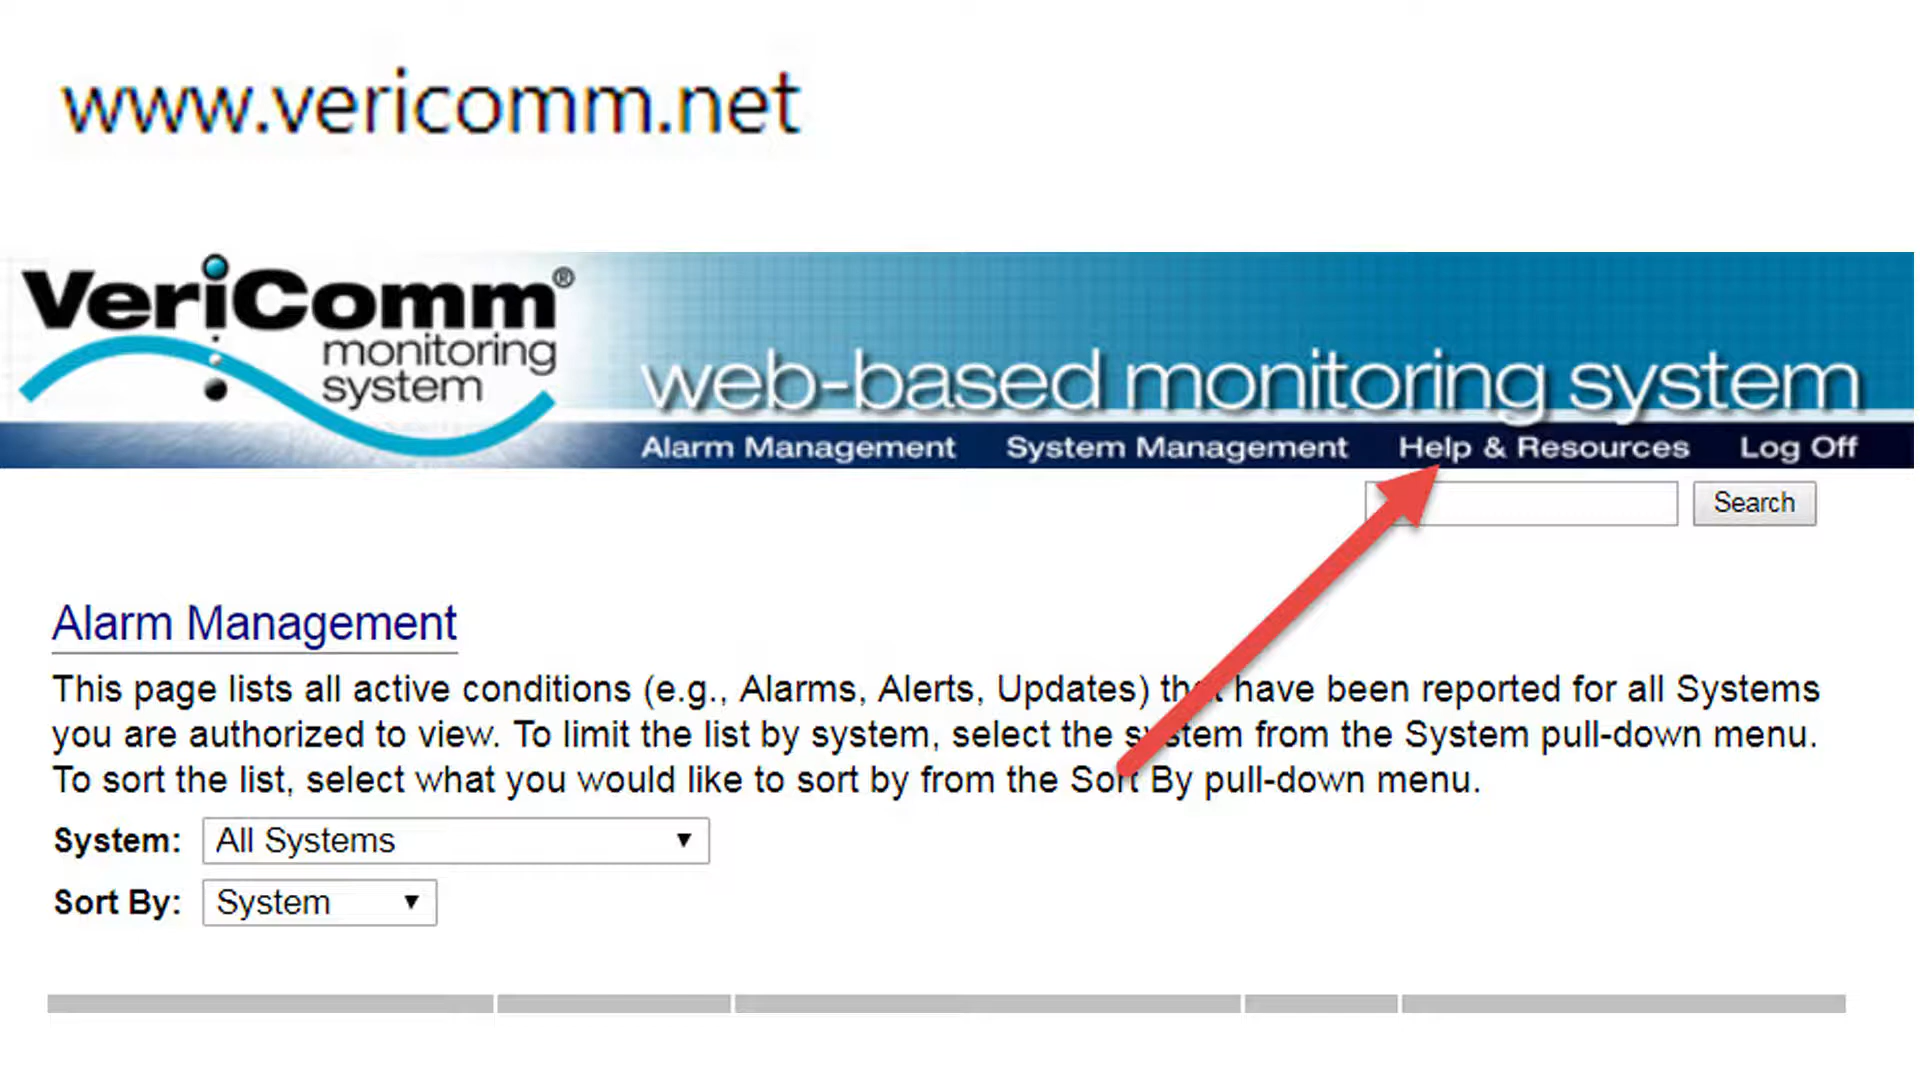 www.vericomm.net
VeriComm®
monitoring
system
web-based monitoring system
Alarm Management System Management Help & Resources Log Off
Search
Alarm Management
This page lists all active conditions (e.g., Alarms, Alerts, Updates) that have been reported for all Systems
you are authorized to view. To limit the list by system, select the system from the System pull-down menu.
To sort the list, select what you would like to sort by from the Sort By pull-down menu.
System: All Systems
Sort By: System